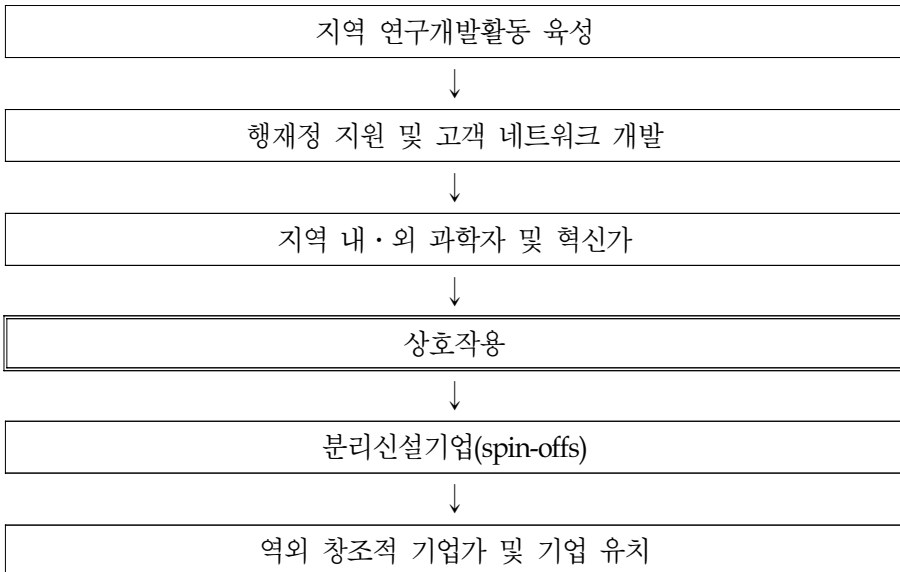 지역 연구개발활동 육성
↓
행재정 지원 및 고객 네트워크 개발
↓
지역 내·외 과학자 및 혁신가
↓
상호작용
↓
분리신설기업(spin-offs)
↓
역외 창조적 기업가 및 기업 유치